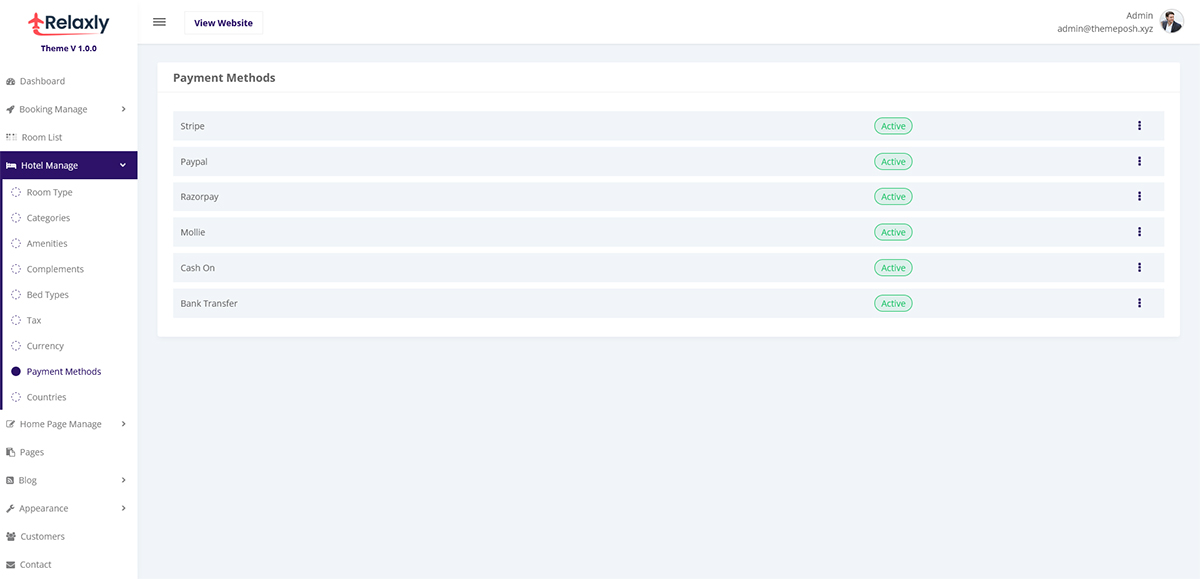 Relaxly
Theme V 1.0.0
View Website
Admin
admin@themeposh.xyz
Dashboard
Booking Manage
Room List
Hotel Manage
Room Type
Categories
Amenities
Complements
Bed Types
Tax
Currency
Payment Methods
Countries
Home Page Manage
Pages
Blog
Appearance
Customers
Contact
Payment Methods
Stripe Active
Paypal Active
Razorpay Active
Mollie Active
Cash On Active
Bank Transfer Active